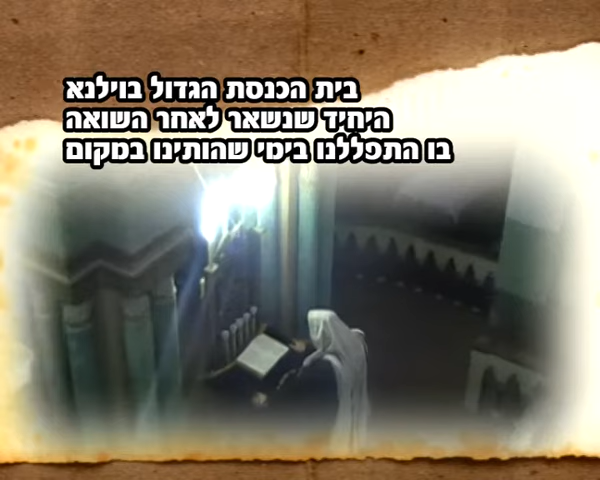 בית הכנסת הגדול בוילנא
היחיד שנשאר לאחר השואה
בו התפללנו בימי שהותינו במקום